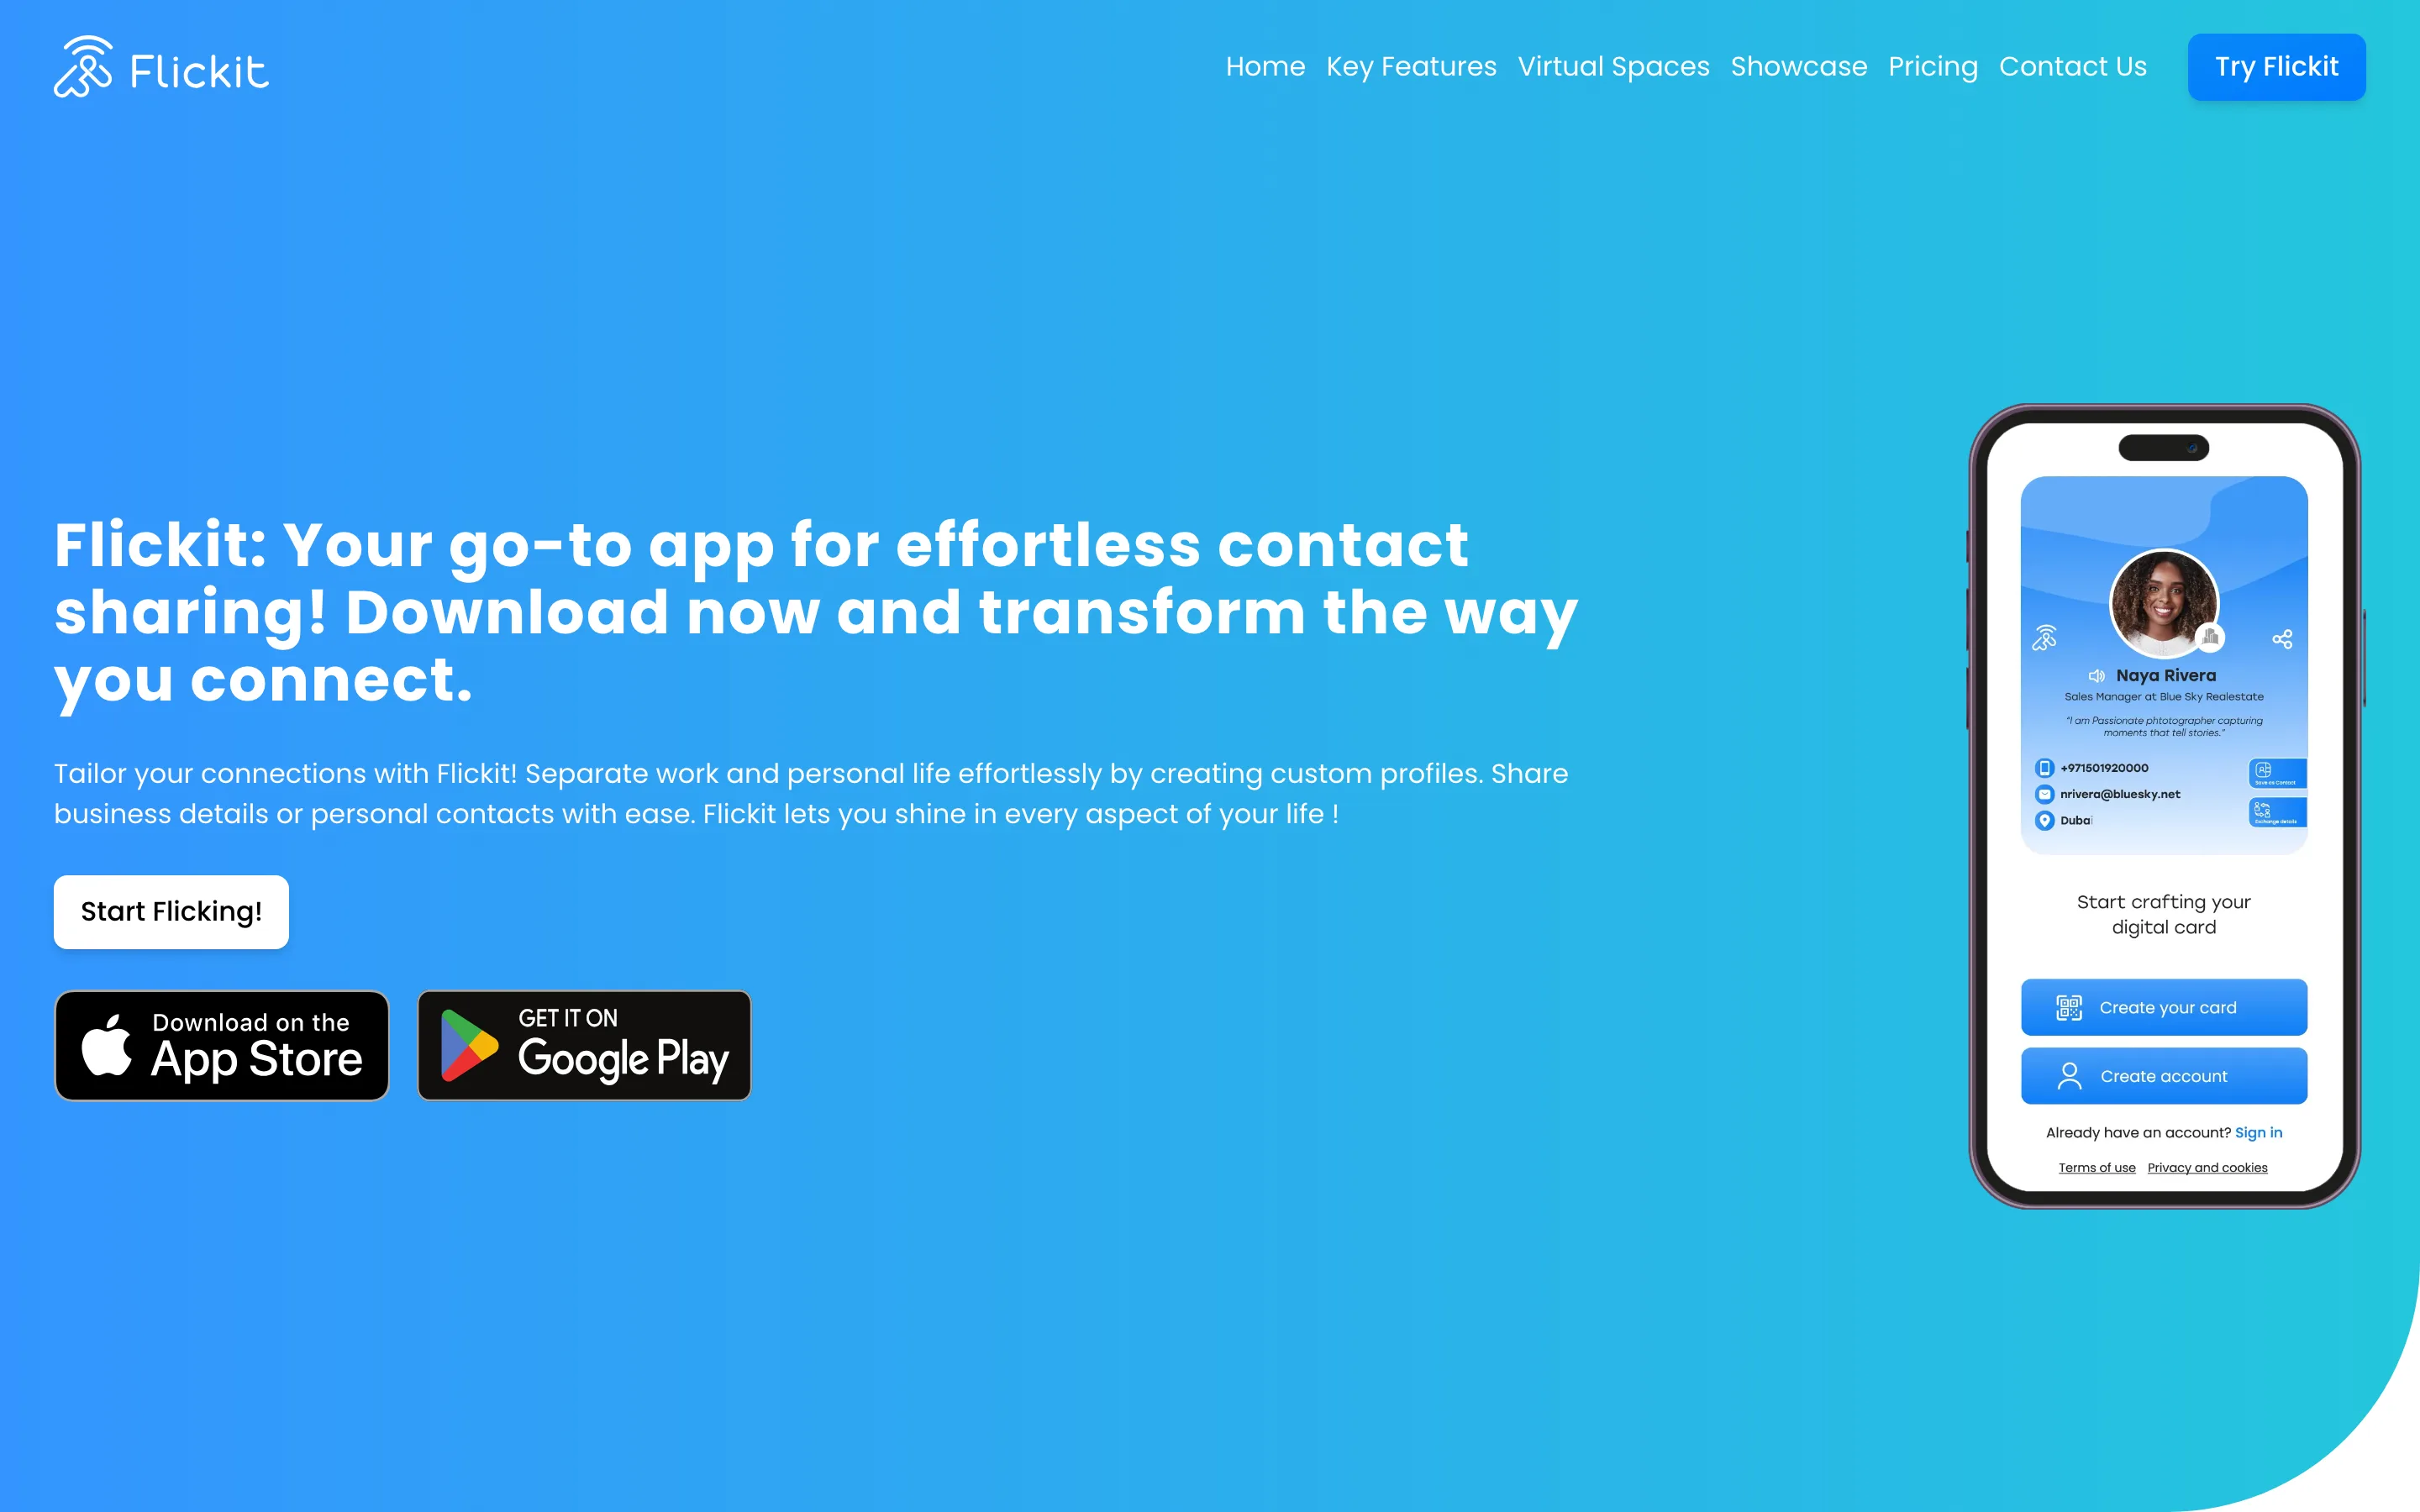 Flickit
Home Key Features Virtual Spaces Showcase Pricing Contact Us Try Flickit
Flickit: Your go-to app for effortless contact
sharing! Download now and transform the way
you connect.
Tailor your connections with Flickit! Separate work and personal life effortlessly by creating custom profiles. Share
business details or personal contacts with ease. Flickit lets you shine in every aspect of your life !
Start Flicking!
Download on the
App Store
GET IT ON
Google Play
Naya Rivera
Sales Manager at Blue Sky Realestate
“I am Passionate phtotographer capturing
moments that tell stories.”
+971501920000
nrivera@bluesky.net
Dubai
Save as Contact
Exchange details
Start crafting your
digital card
Create your card
Create account
Already have an account? Sign in
Terms of use Privacy and cookies